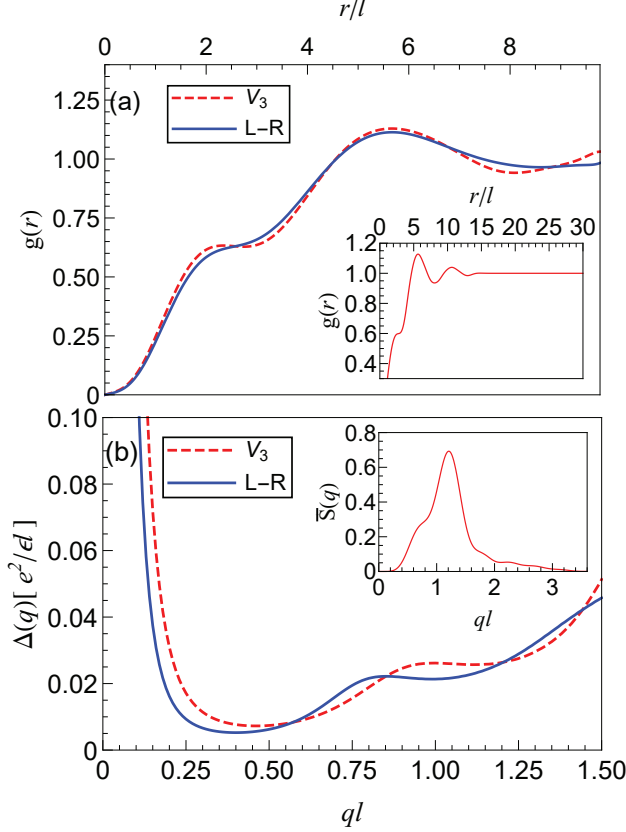 r/l
0 2 4 6 8
(a)
V3
L-R
1.25
1.00
0.75
0.50
0.25
0
g(r)
r/l
0 5 10 15 20 25 30
1.2
1.0
0.8
0.6
0.4
g(r)
(b)
V3
L-R
0.10
0.08
0.06
0.04
0.02
0
Δ(q)[ e²/ϵl ]
0.8
0.6
0.4
0.2
0
S̅(q)
0 1 2 3
ql
0 0.25 0.50 0.75 1.00 1.25 1.50
ql